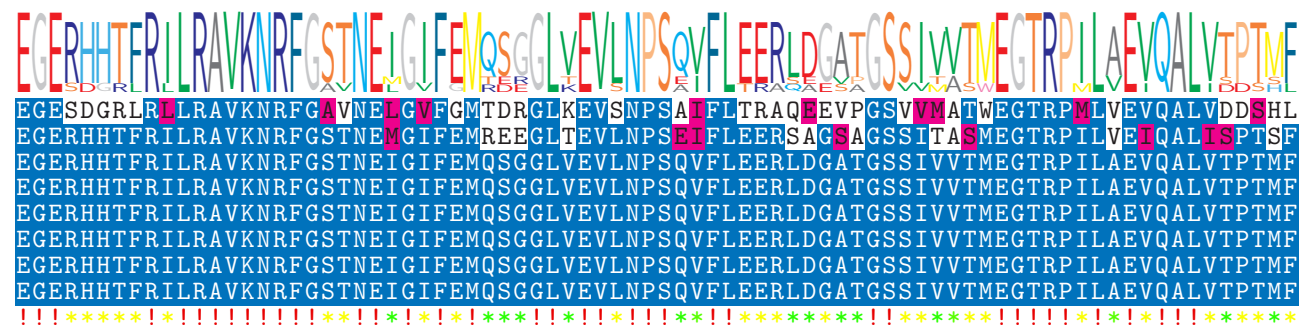 EGERHHTFRILRAVKNRFGSTNEIGIFEMQSGGLVEVLNPSQVFLEERLDGATGSSIVVTMEGTRPILAEVQALVTPTMF
EGESDGRLRLLRAVKNRFGAVNELGVFGMTDRGLKEVSNPSAIFLTRAQEEVPGSVVMATWEGTRPMLVEVQALVDDSHL
EGERHHTFRILRAVKNRFGSTNEMGIFEMREEGLTEVLNPSEIFLEERSAGSAGSSITASMEGTRPILVEIQALISPTSF
EGERHHTFRILRAVKNRFGSTNEIGIFEMQSGGLVEVLNPSQVFLEERLDGATGSSIVVTMEGTRPILAEVQALVTPTMF
EGERHHTFRILRAVKNRFGSTNEIGIFEMQSGGLVEVLNPSQVFLEERLDGATGSSIVVTMEGTRPILAEVQALVTPTMF
EGERHHTFRILRAVKNRFGSTNEIGIFEMQSGGLVEVLNPSQVFLEERLDGATGSSIVVTMEGTRPILAEVQALVTPTMF
EGERHHTFRILRAVKNRFGSTNEIGIFEMQSGGLVEVLNPSQVFLEERLDGATGSSIVVTMEGTRPILAEVQALVTPTMF
EGERHHTFRILRAVKNRFGSTNEIGIFEMQSGGLVEVLNPSQVFLEERLDGATGSSIVVTMEGTRPILAEVQALVTPTMF
EGERHHTFRILRAVKNRFGSTNEIGIFEMQSGGLVEVLNPSQVFLEERLDGATGSSIVVTMEGTRPILAEVQALVTPTMF
!!!*****!*!!!!!!!!!**!!*!*!*!***!!*!!*!!!**!!********!!******!!!!!*!*!*!!!******